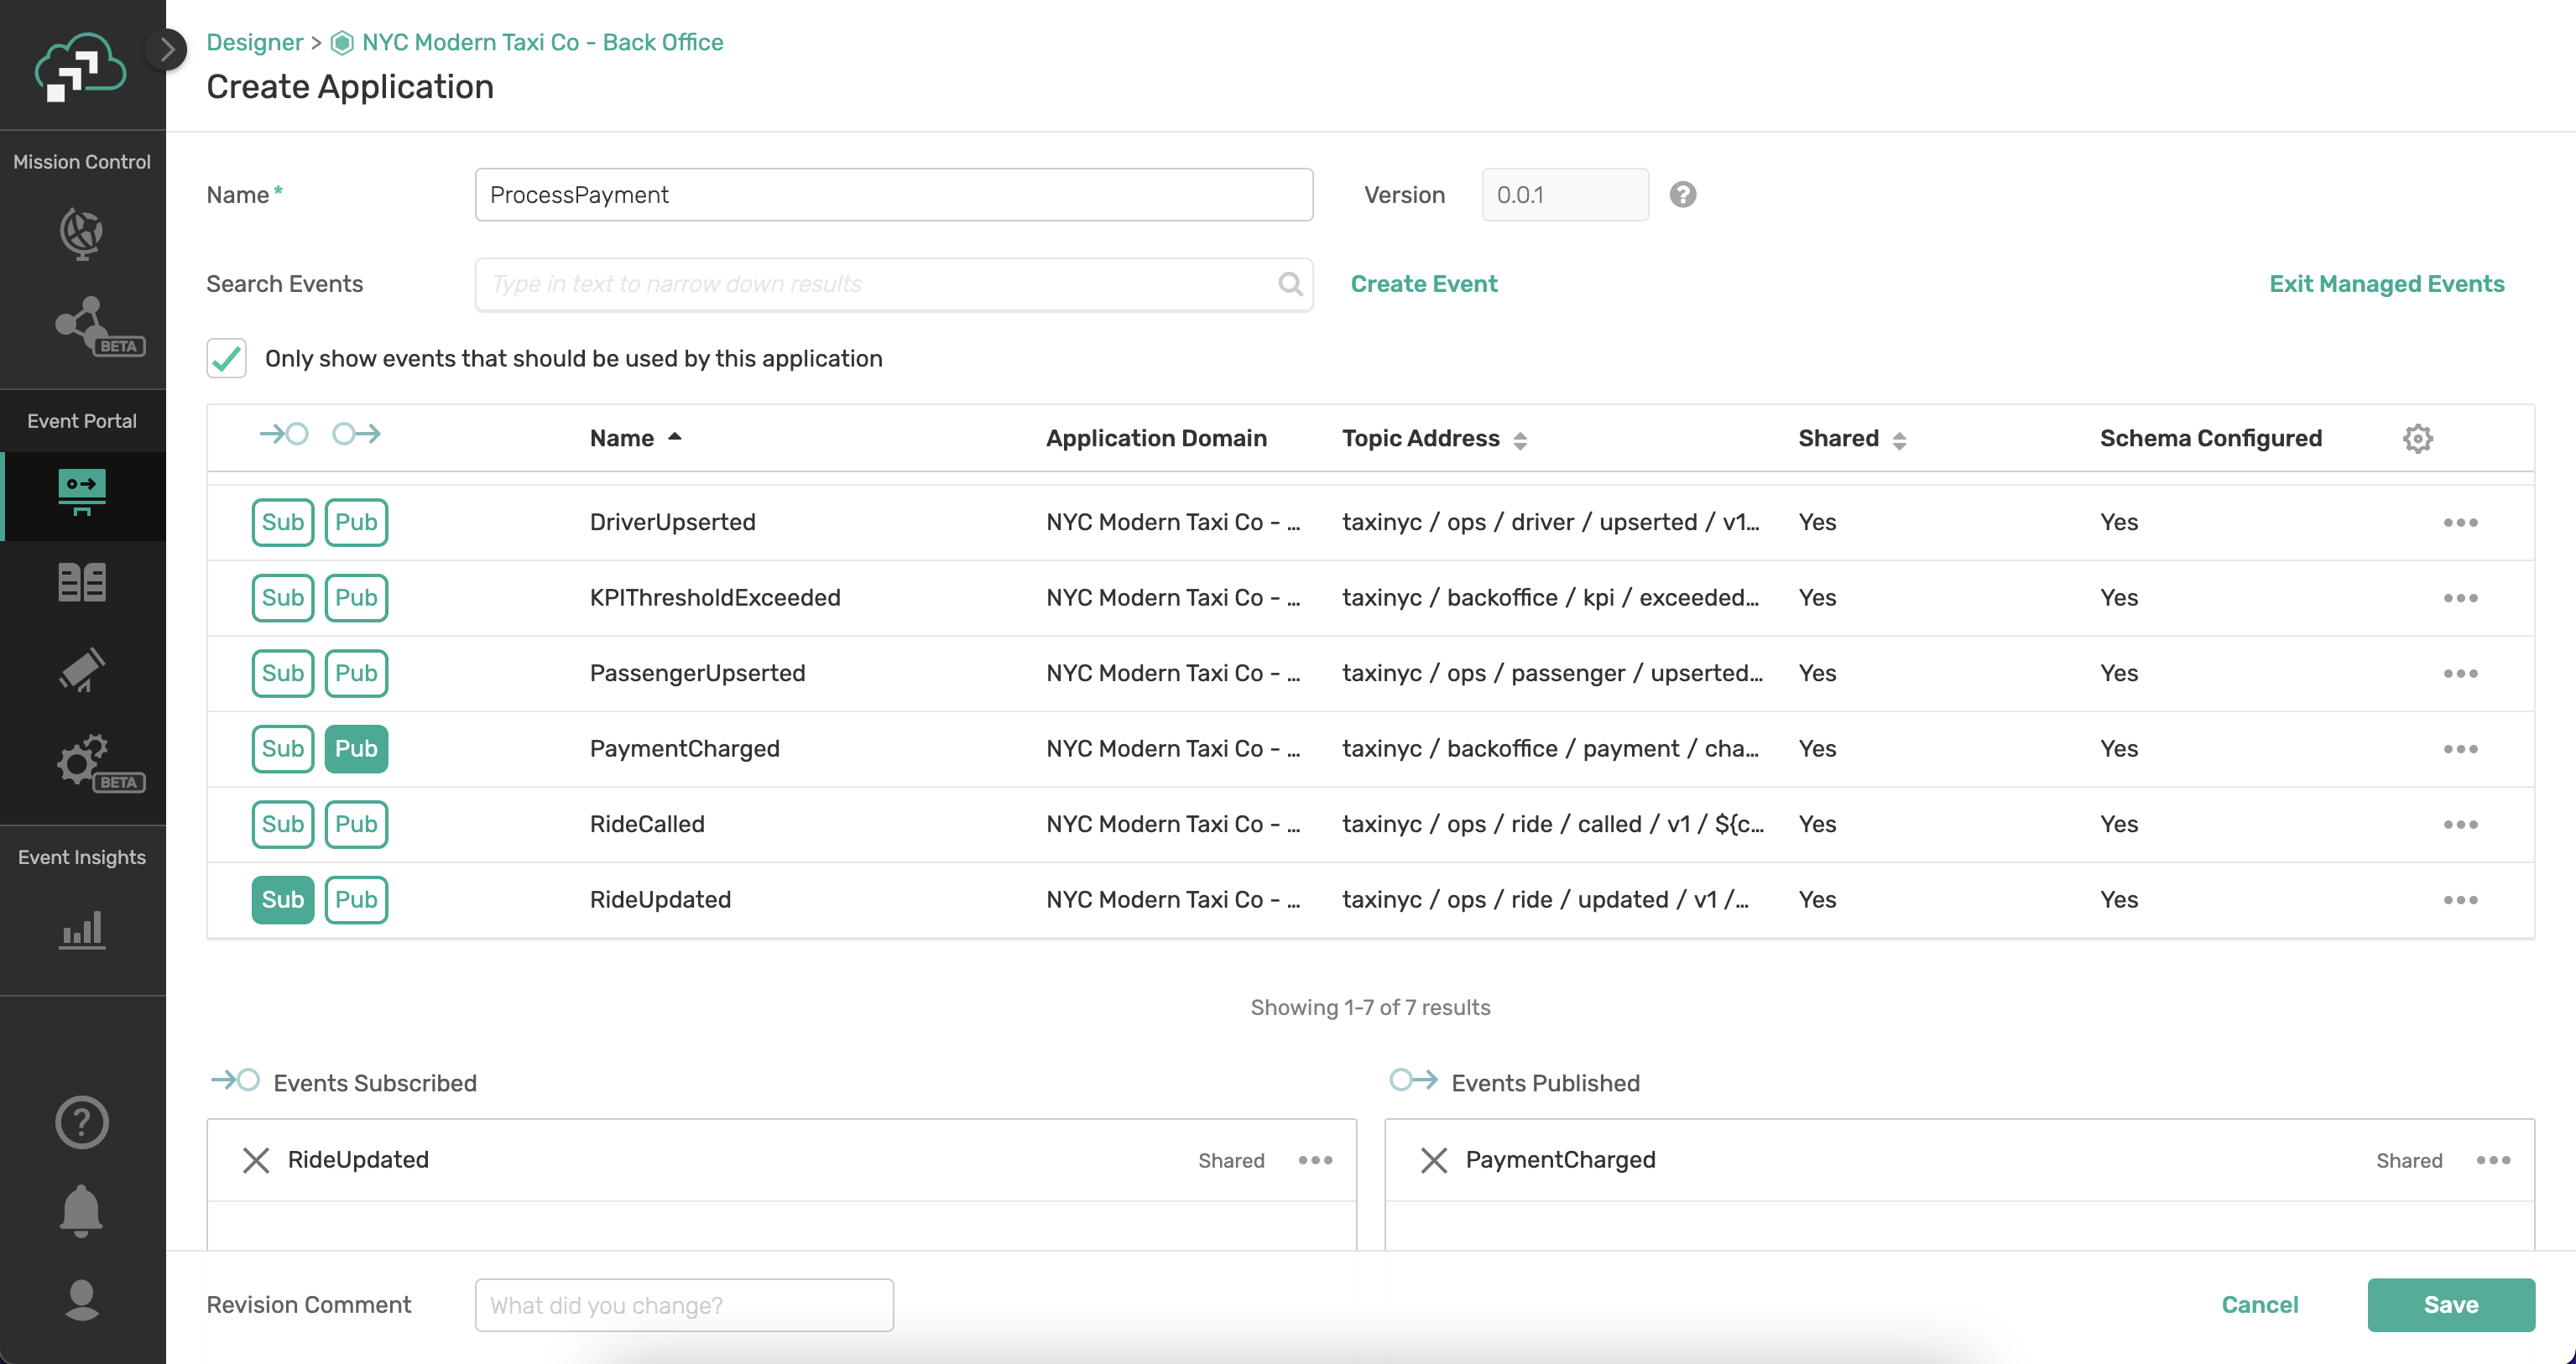 Designer > NYC Modern Taxi Co - Back Office
Create Application
Mission Control
BETA
Event Portal
BETA
Event Insights
Name* ProcessPayment Version 0.0.1
Search Events Type in text to narrow down results Create Event Exit Managed Events
Only show events that should be used by this application
Name Application Domain Topic Address Shared Schema Configured
Sub Pub DriverUpserted NYC Modern Taxi Co - ... taxinyc / ops / driver / upserted / v1... Yes Yes
Sub Pub KPIThresholdExceeded NYC Modern Taxi Co - ... taxinyc / backoffice / kpi / exceeded... Yes Yes
Sub Pub PassengerUpserted NYC Modern Taxi Co - ... taxinyc / ops / passenger / upserted... Yes Yes
Sub Pub PaymentCharged NYC Modern Taxi Co - ... taxinyc / backoffice / payment / cha... Yes Yes
Sub Pub RideCalled NYC Modern Taxi Co - ... taxinyc / ops / ride / called / v1 / ${c... Yes Yes
Sub Pub RideUpdated NYC Modern Taxi Co - ... taxinyc / ops / ride / updated / v1 /... Yes Yes
Showing 1-7 of 7 results
Events Subscribed Events Published
RideUpdated Shared PaymentCharged Shared
Revision Comment What did you change? Cancel Save